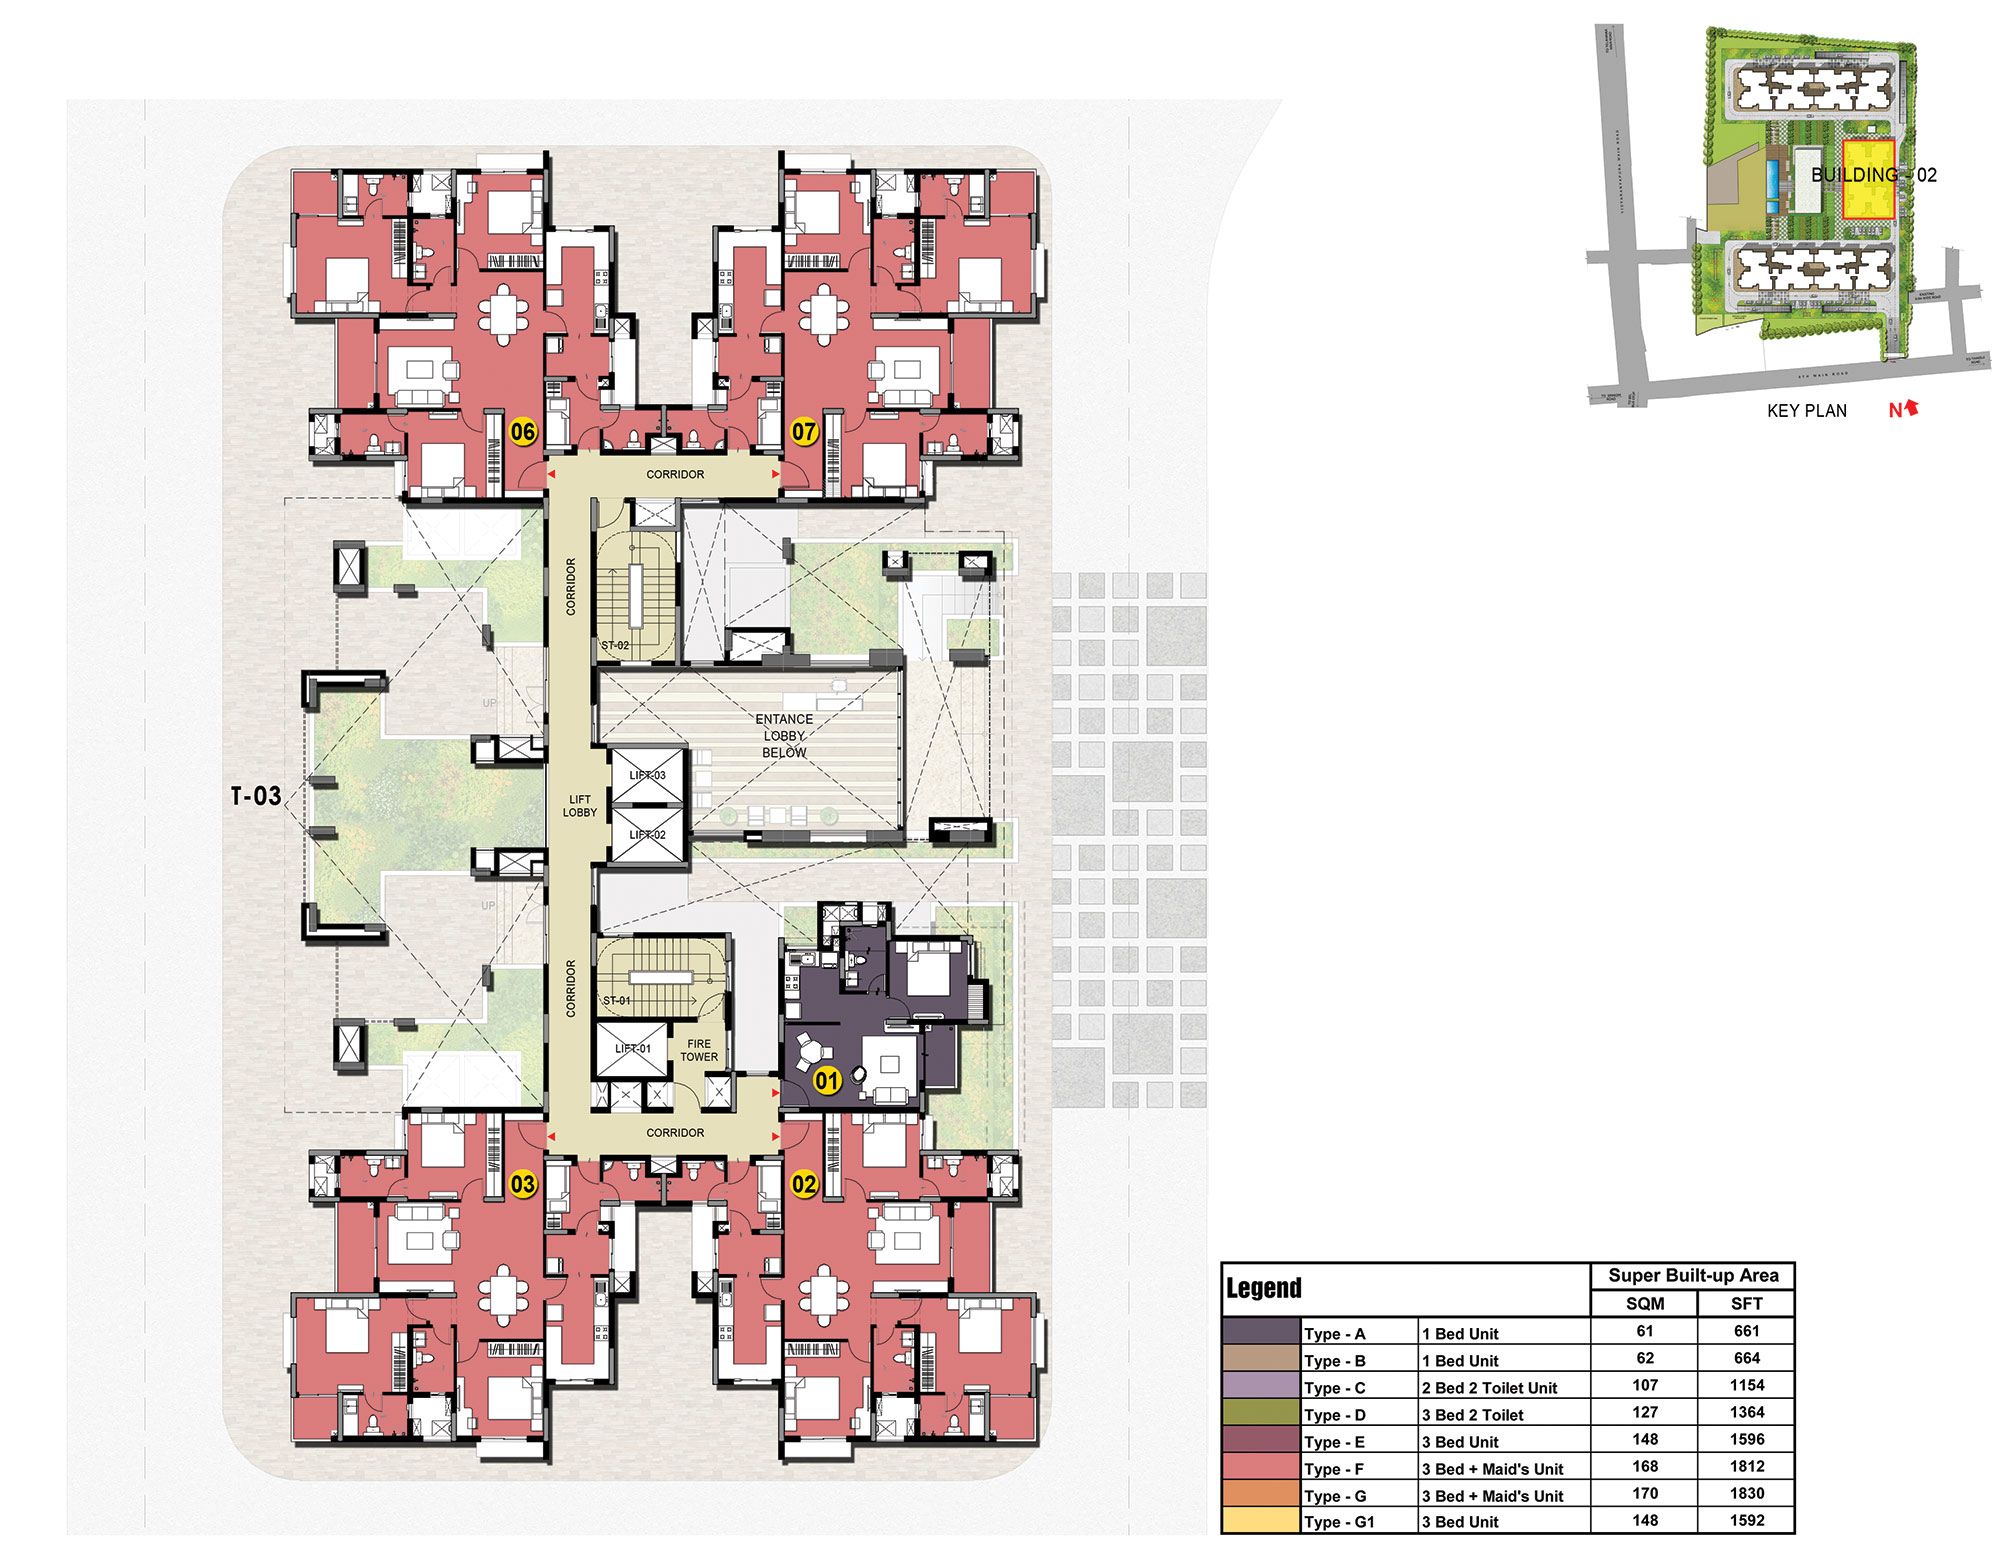 BUILDING - 02
KEY PLAN
N
8TH MAIN ROAD
06
07
CORRIDOR
CORRIDOR
ST-02
UP
ENTANCE
LOBBY
BELOW
LIFT-03
T-03
LIFT
LOBBY
LIFT-02
UP
CORRIDOR
ST-01
LIFT-01
FIRE
TOWER
01
CORRIDOR
03
02
Legend
Super Built-up Area
SQM SFT
Type - A 1 Bed Unit 61 661
Type - B 1 Bed Unit 62 664
Type - C 2 Bed 2 Toilet Unit 107 1154
Type - D 3 Bed 2 Toilet 127 1364
Type - E 3 Bed Unit 148 1596
Type - F 3 Bed + Maid's Unit 168 1812
Type - G 3 Bed + Maid's Unit 170 1830
Type - G1 3 Bed Unit 148 1592